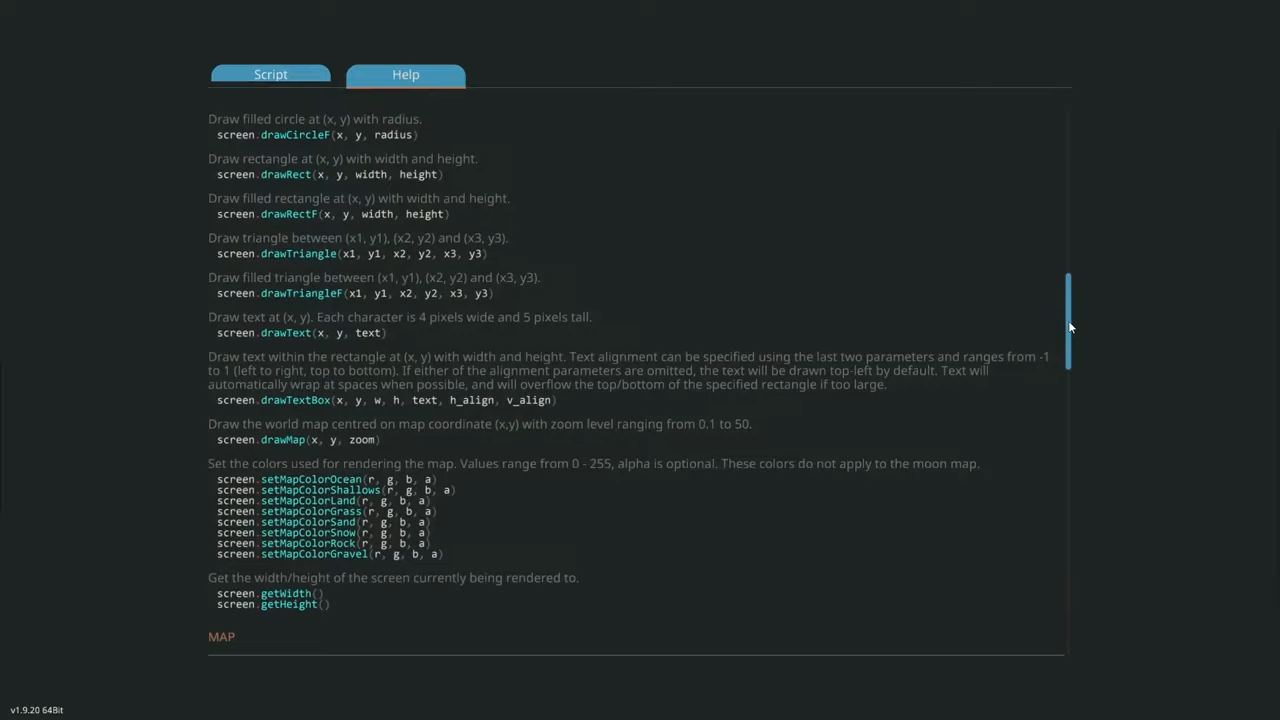 Script
Help
Draw filled circle at (x, y) with radius.
screen.drawCircleF(x, y, radius)
Draw rectangle at (x, y) with width and height.
screen.drawRect(x, y, width, height)
Draw filled rectangle at (x, y) with width and height.
screen.drawRectF(x, y, width, height)
Draw triangle between (x1, y1), (x2, y2) and (x3, y3).
screen.drawTriangle(x1, y1, x2, y2, x3, y3)
Draw filled triangle between (x1, y1), (x2, y2) and (x3, y3).
screen.drawTriangleF(x1, y1, x2, y2, x3, y3)
Draw text at (x, y). Each character is 4 pixels wide and 5 pixels tall.
screen.drawText(x, y, text)
Draw text within the rectangle at (x, y) with width and height. Text alignment can be specified using the last two parameters and ranges from -1
to 1 (left to right, top to bottom). If either of the alignment parameters are omitted, the text will be drawn top-left by default. Text will
automatically wrap at spaces when possible, and will overflow the top/bottom of the specified rectangle if too large.
screen.drawTextBox(x, y, w, h, text, h_align, v_align)
Draw the world map centred on map coordinate (x,y) with zoom level ranging from 0.1 to 50.
screen.drawMap(x, y, zoom)
Set the colors used for rendering the map. Values range from 0 - 255, alpha is optional. These colors do not apply to the moon map.
screen.setMapColorOcean(r, g, b, a)
screen.setMapColorShallows(r, g, b, a)
screen.setMapColorLand(r, g, b, a)
screen.setMapColorGrass(r, g, b, a)
screen.setMapColorSand(r, g, b, a)
screen.setMapColorSnow(r, g, b, a)
screen.setMapColorRock(r, g, b, a)
screen.setMapColorGravel(r, g, b, a)
Get the width/height of the screen currently being rendered to.
screen.getWidth()
screen.getHeight()
MAP
v1.9.20 64Bit